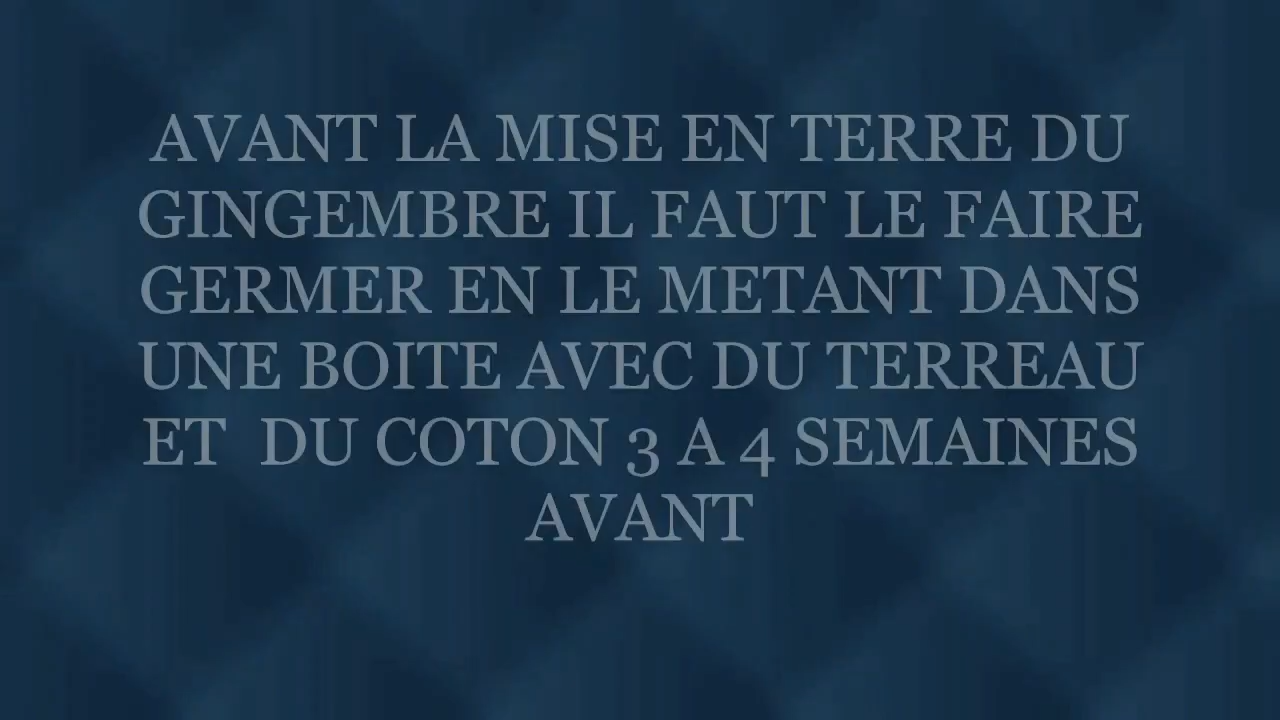 AVANT LA MISE EN TERRE DU
GINGEMBRE IL FAUT LE FAIRE
GERMER EN LE METANT DANS
UNE BOITE AVEC DU TERREAU
ET  DU COTON 3 A 4 SEMAINES
AVANT